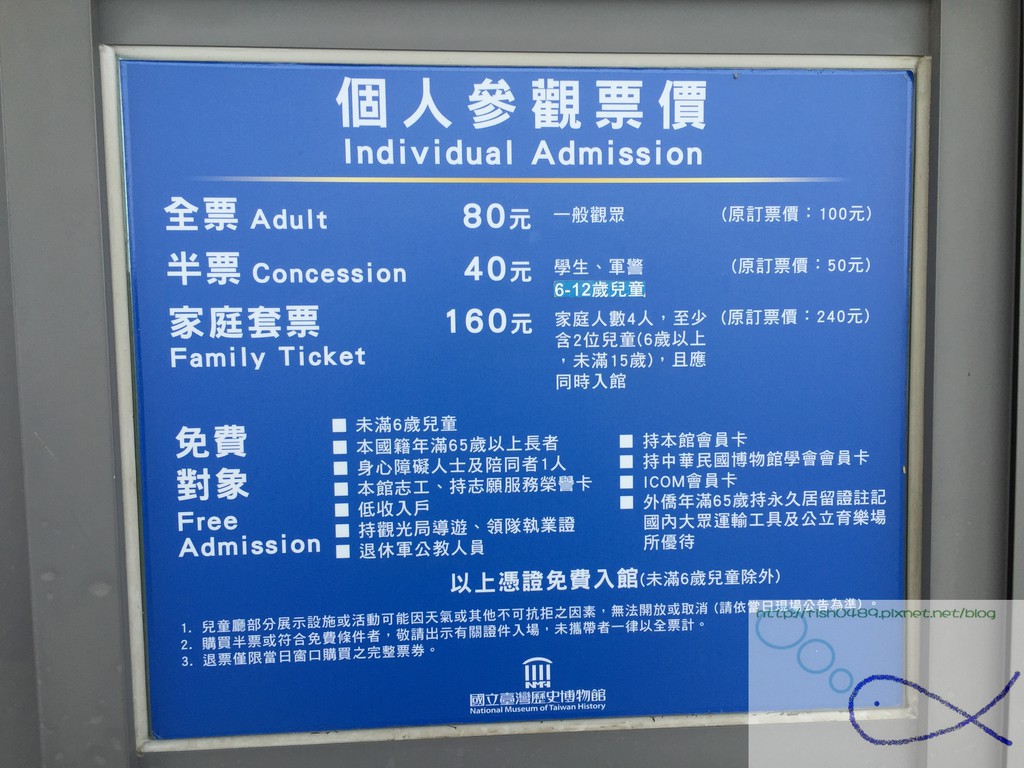 個人參觀票價
Individual Admission
全票 Adult 80元 一般觀眾 (原訂票價：100元)
半票 Concession 40元 學生、軍警 (原訂票價：50元)
6-12歲兒童
家庭套票 160元 家庭人數4人，至少 (原訂票價：240元)
Family Ticket 含2位兒童(6歲以上
，未滿15歲)，且應
同時入館
免費
對象
Free
Admission
■ 未滿6歲兒童
■ 本國籍年滿65歲以上長者
■ 身心障礙人士及陪同者1人
■ 本館志工、持志願服務榮譽卡
■ 低收入戶
■ 持觀光局導遊、領隊執業證
■ 退休軍公教人員
■ 持本館會員卡
■ 持中華民國博物館學會會員卡
■ ICOM會員卡
■ 外僑年滿65歲持永久居留證註記
國內大眾運輸工具及公立育樂場
所優待
以上憑證免費入館(未滿6歲兒童除外)
1. 兒童廳部分展示設施或活動可能因天氣或其他不可抗拒之因素，無法開放或取消 (請依當日現場公告為準)。
2. 購買半票或符合免費條件者，敬請出示有關證件入場，未攜帶者一律以全票計。
3. 退票僅限當日窗口購買之完整票券。
NMTH
國立臺灣歷史博物館
National Museum of Taiwan History
http://fish0489.pixnet.net/blog